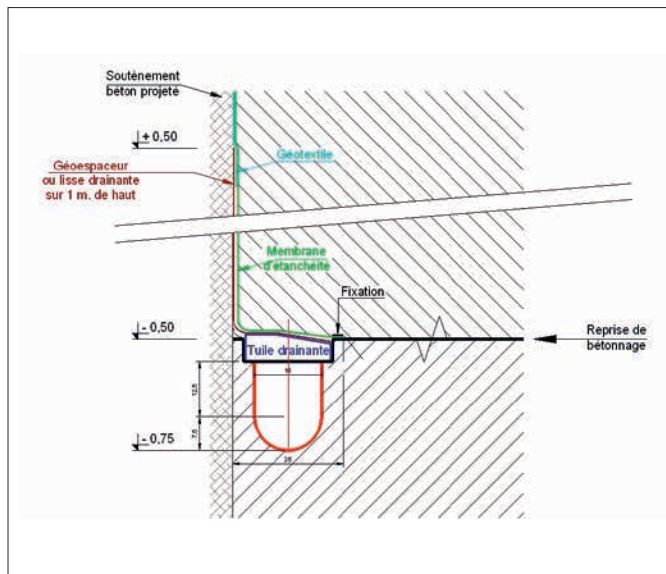 Soutènement
béton projeté
+ 0,50
Géotextile
Géoespaceur
ou lisse drainante
sur 1 m. de haut
Membrane
d'étanchéité
Fixation
- 0,50
Reprise de
bétonnage
Tuile drainante
12,5
7,5
- 0,75